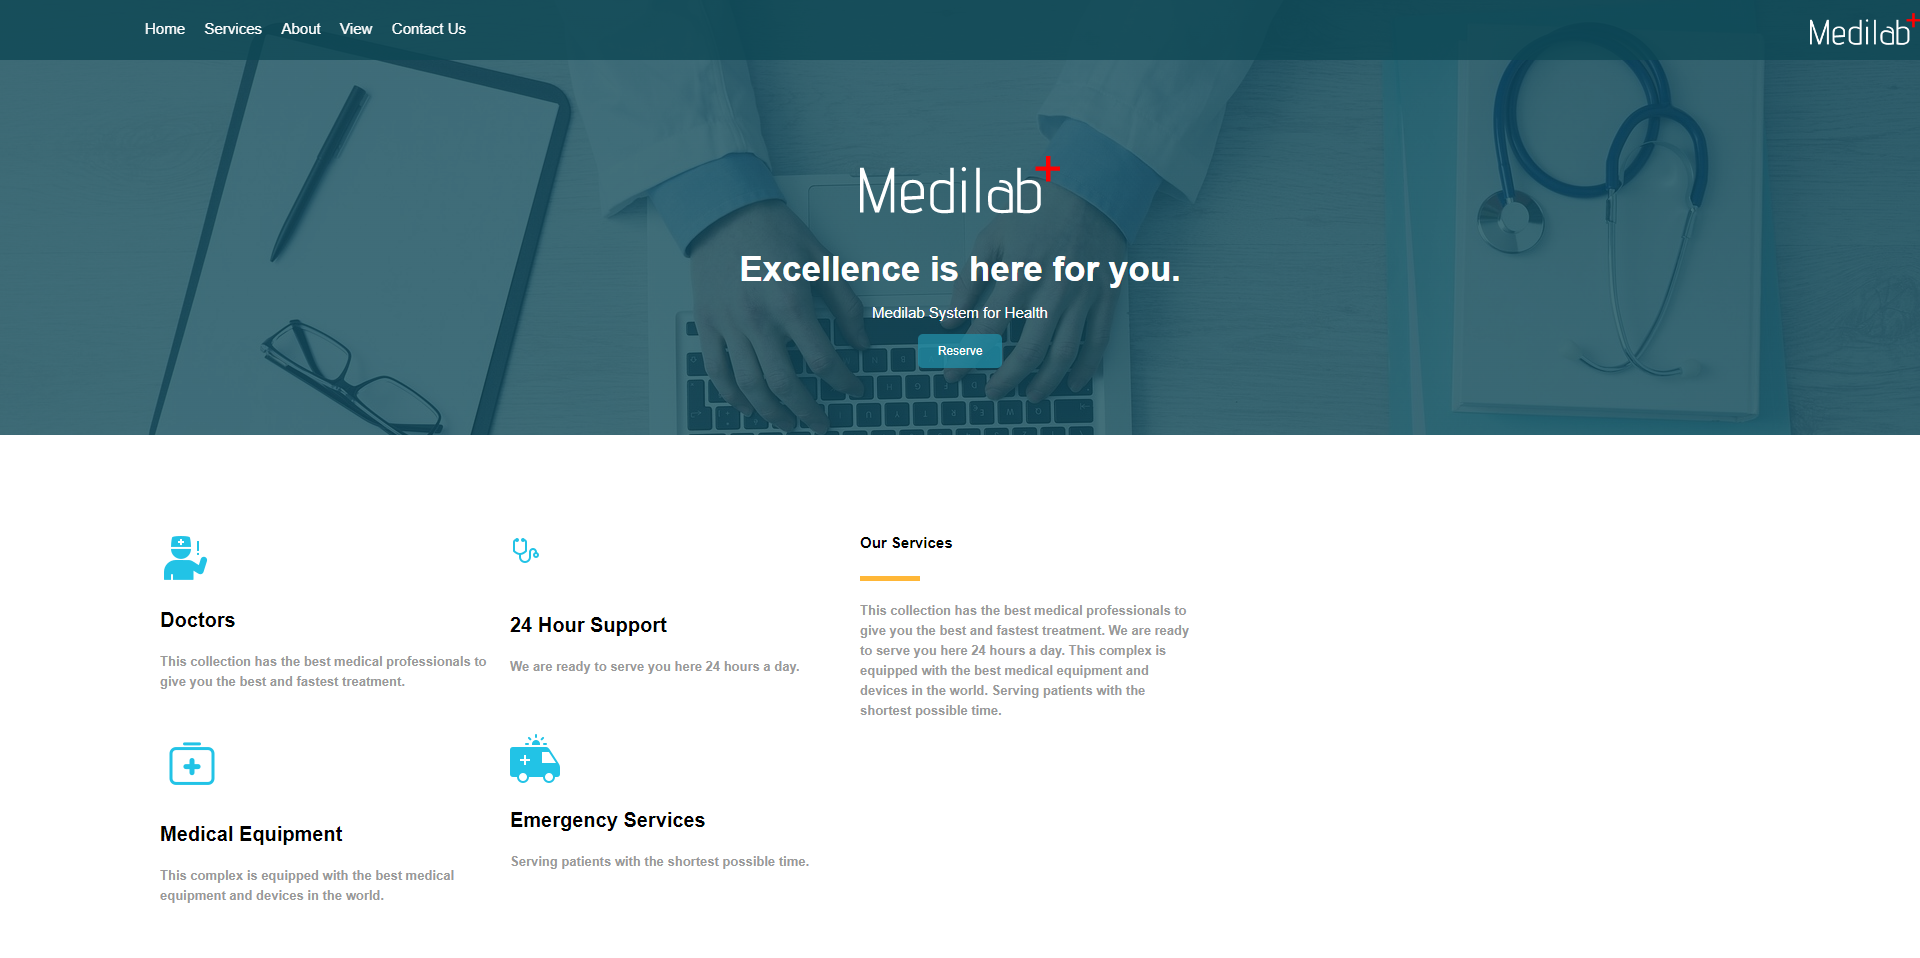 Home Services About View Contact Us
Medilab+
Medilab+
Excellence is here for you.
Medilab System for Health
Reserve
Doctors
This collection has the best medical professionals to
give you the best and fastest treatment.
24 Hour Support
We are ready to serve you here 24 hours a day.
Our Services
This collection has the best medical professionals to
give you the best and fastest treatment. We are ready
to serve you here 24 hours a day. This complex is
equipped with the best medical equipment and
devices in the world. Serving patients with the
shortest possible time.
Medical Equipment
This complex is equipped with the best medical
equipment and devices in the world.
Emergency Services
Serving patients with the shortest possible time.